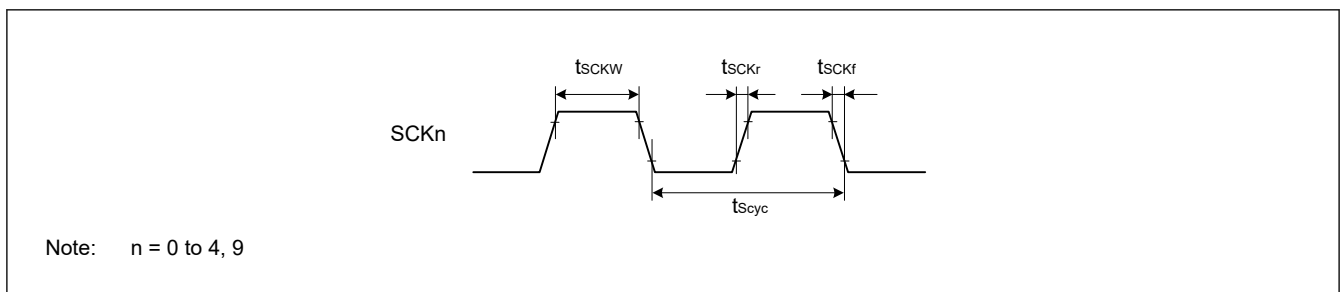 tSCKW tSCKr tSCKf
SCKn
tScyc
Note: n = 0 to 4, 9